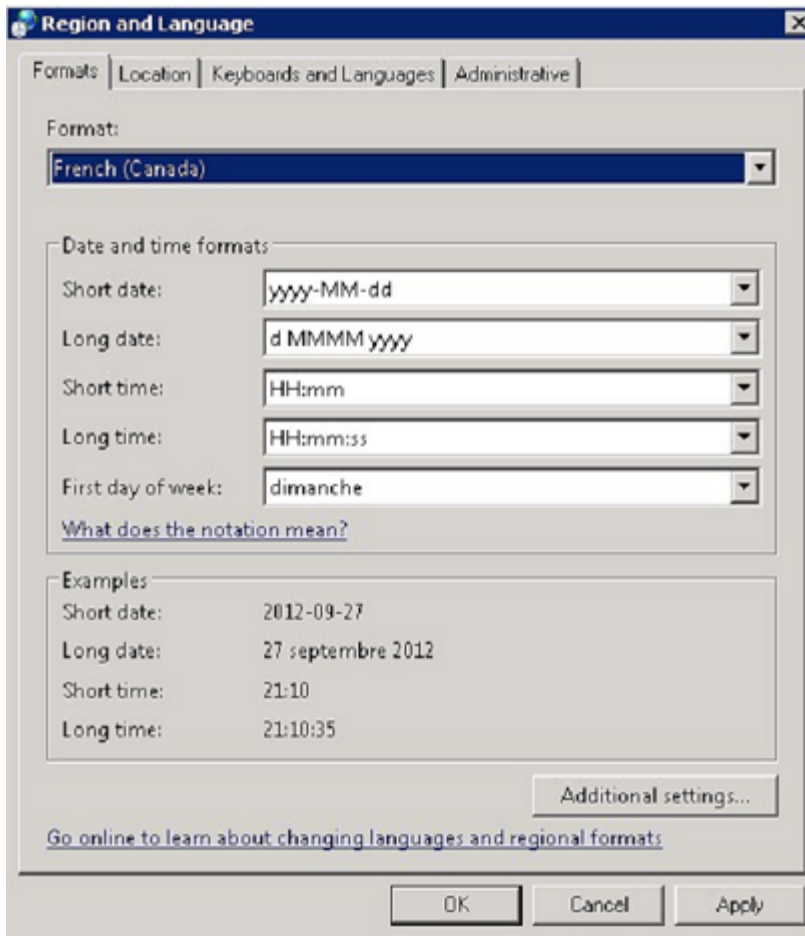 Region and Language
Formats Location Keyboards and Languages Administrative
Format:
French (Canada)
Date and time formats
Short date: yyyy-MM-dd
Long date: d MMMM yyyy
Short time: HH:mm
Long time: HH:mm:ss
First day of week: dimanche
What does the notation mean?
Examples
Short date: 2012-09-27
Long date: 27 septembre 2012
Short time: 21:10
Long time: 21:10:35
Additional settings...
Go online to learn about changing languages and regional formats
OK Cancel Apply